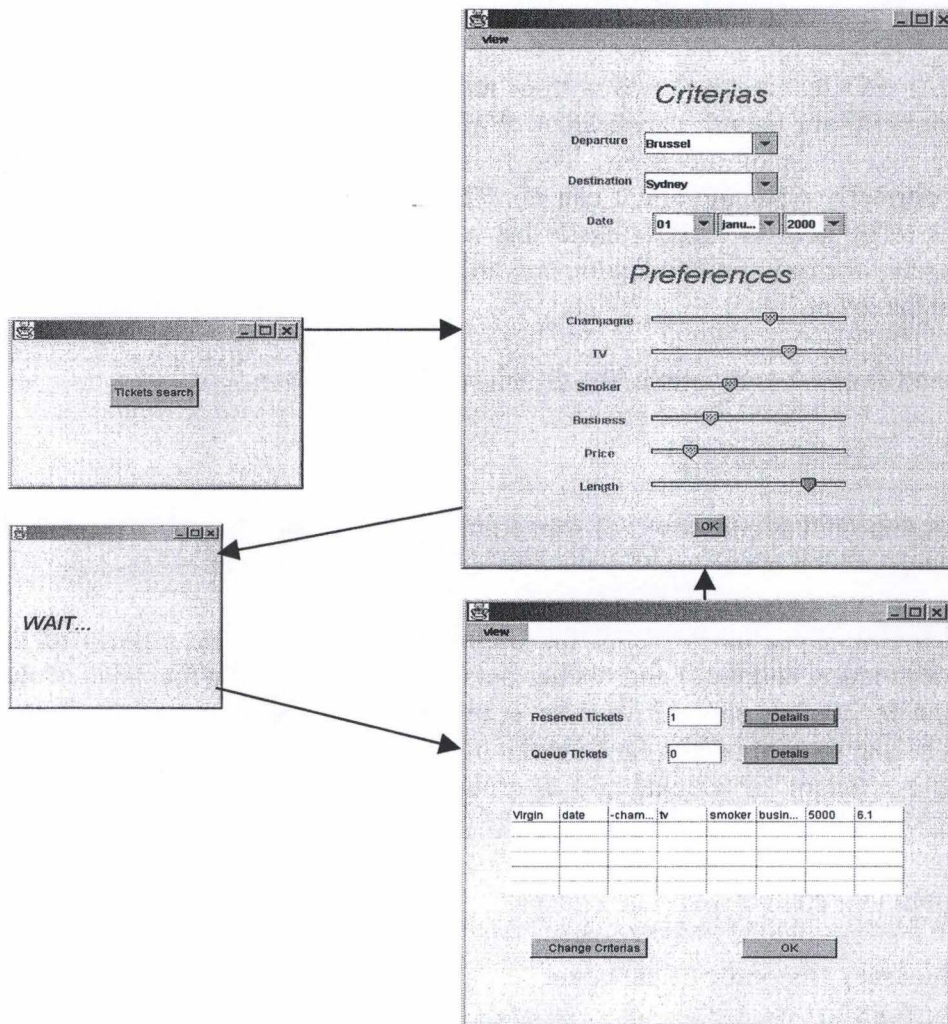 view
Criterias
Departure Brussel
Destination Sydney
Date 01 janu... 2000
Preferences
Champagne
TV
Smoker
Business
Price
Length
OK
Tickets search
WAIT...
view
Reserved Tickets 1 Details
Queue Tickets 0 Details
Virgin date -cham... tv smoker busin... 5000 6.1
Change Criterias OK